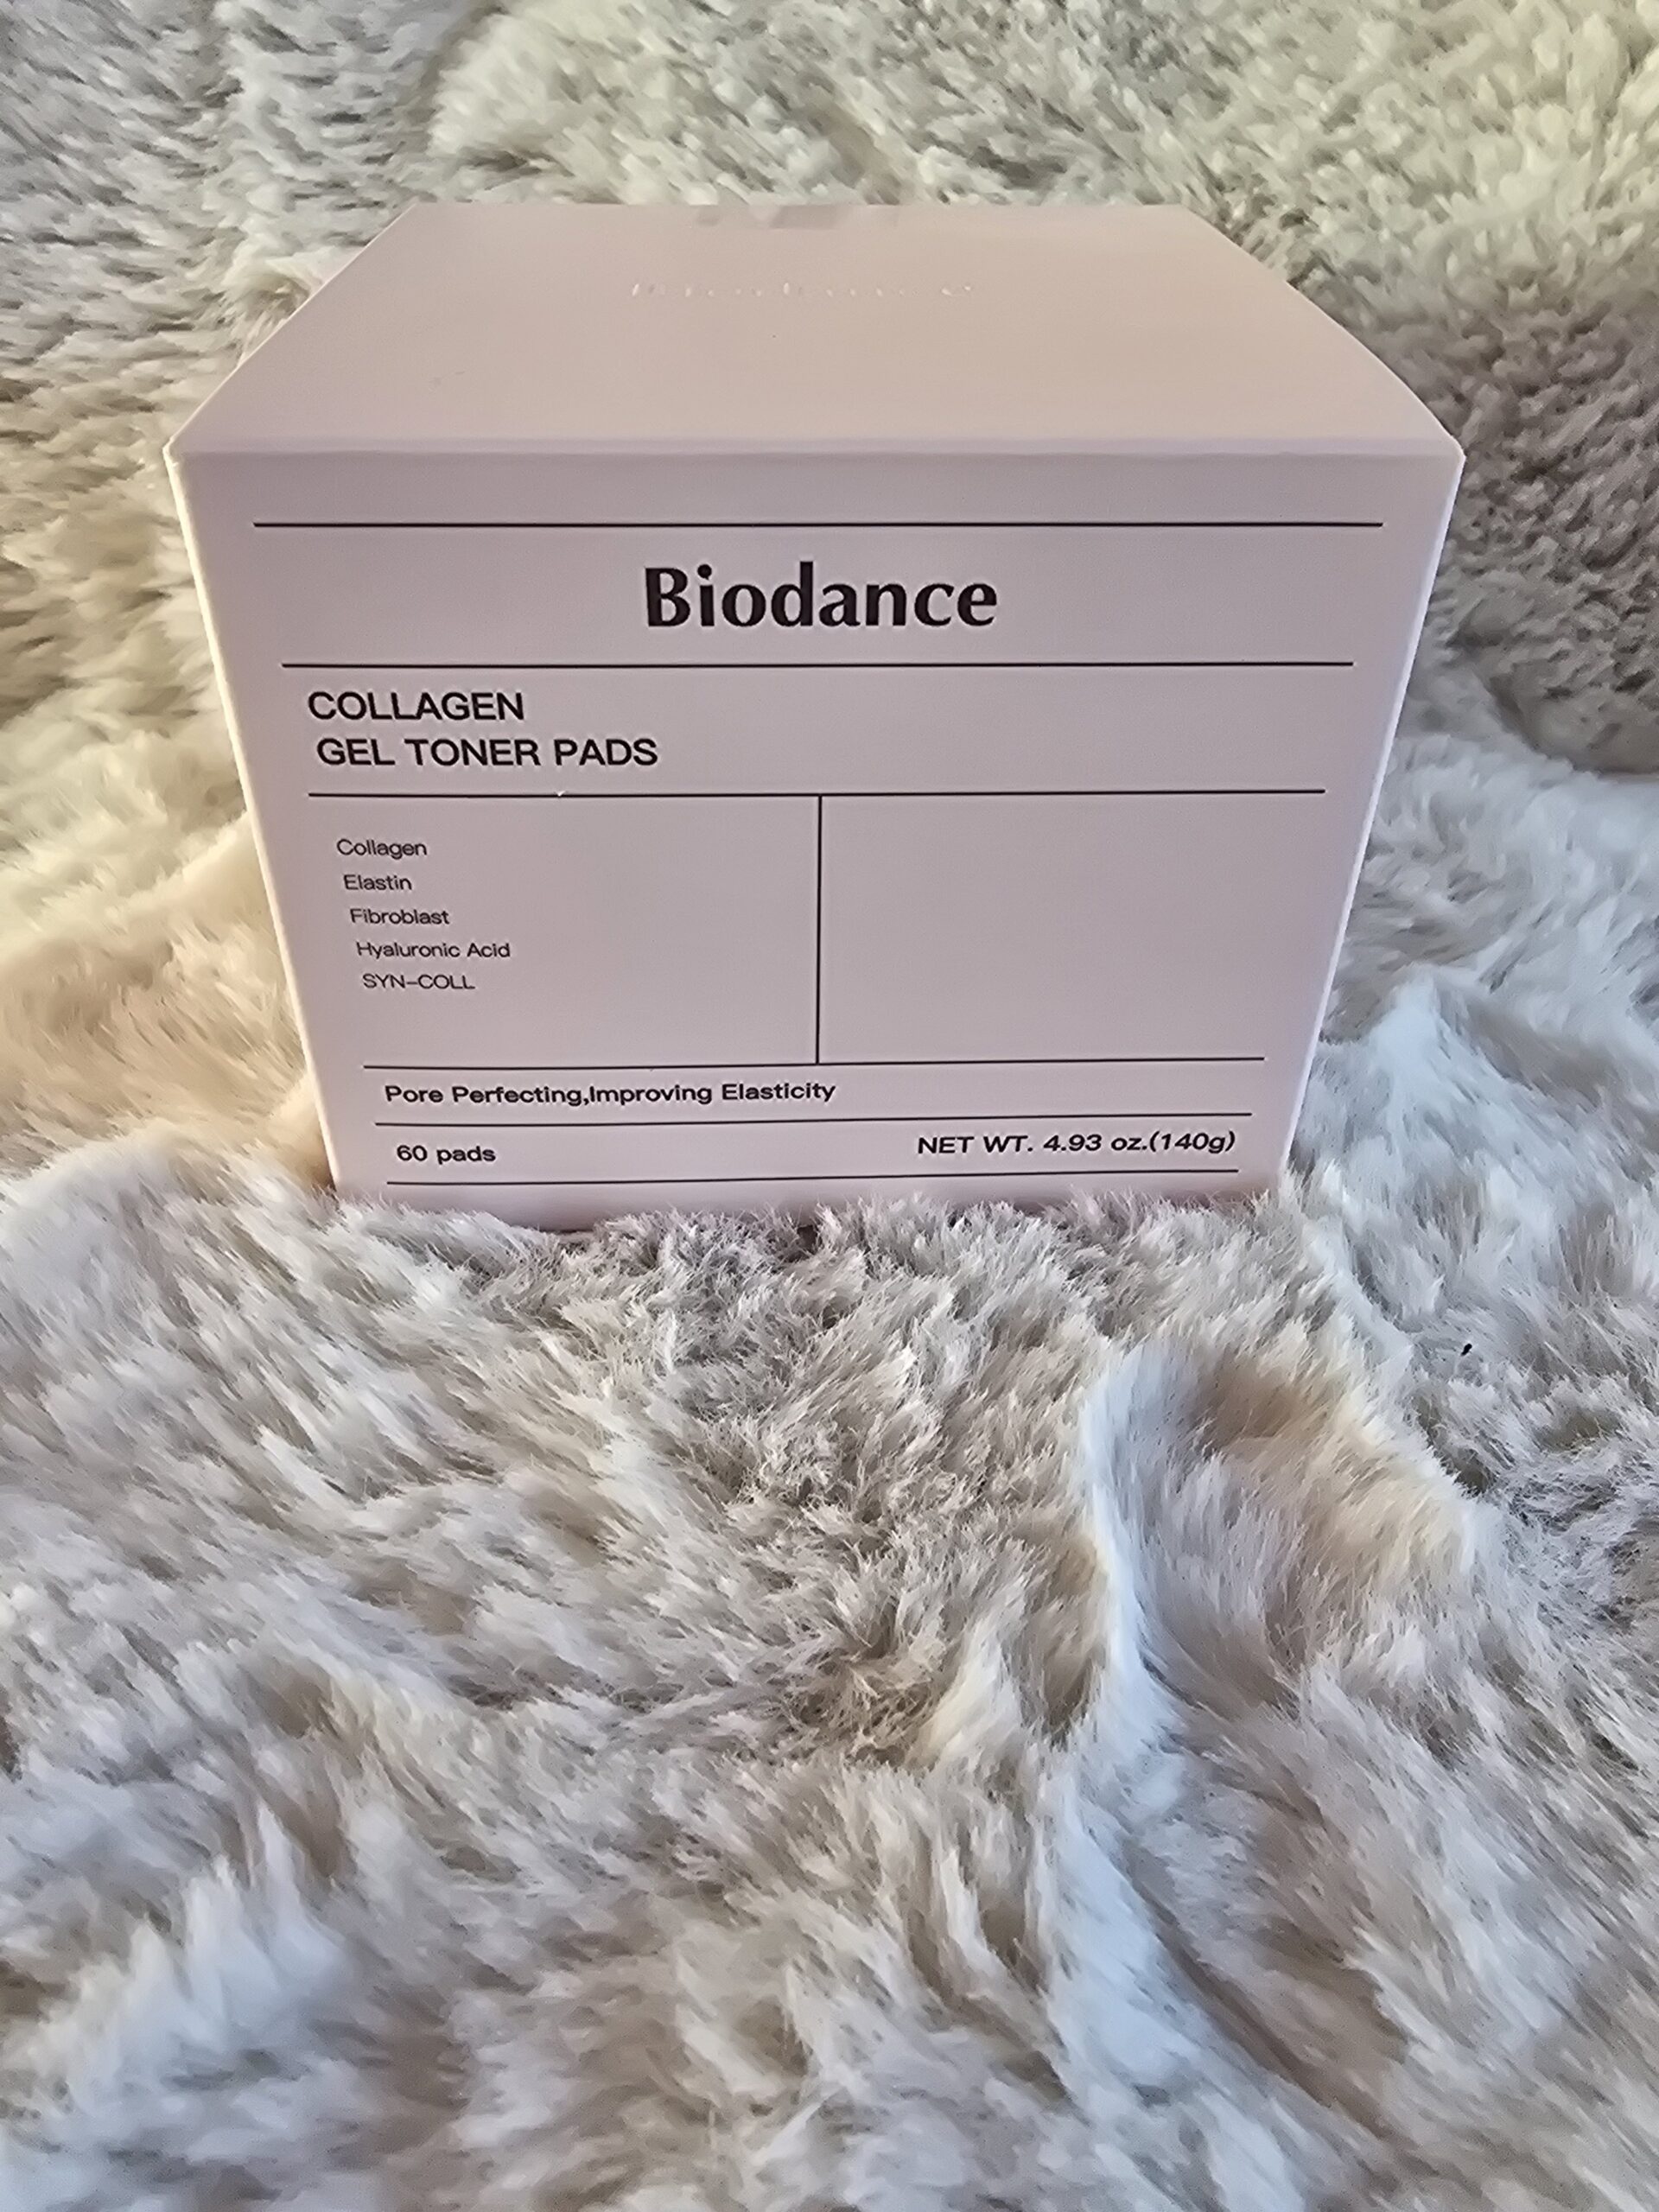 Biodance
Biodance
COLLAGEN
GEL TONER PADS
Collagen
Elastin
Fibroblast
Hyaluronic Acid
SYN-COLL
Pore Perfecting,Improving Elasticity
60 pads
NET WT. 4.93 oz.(140g)